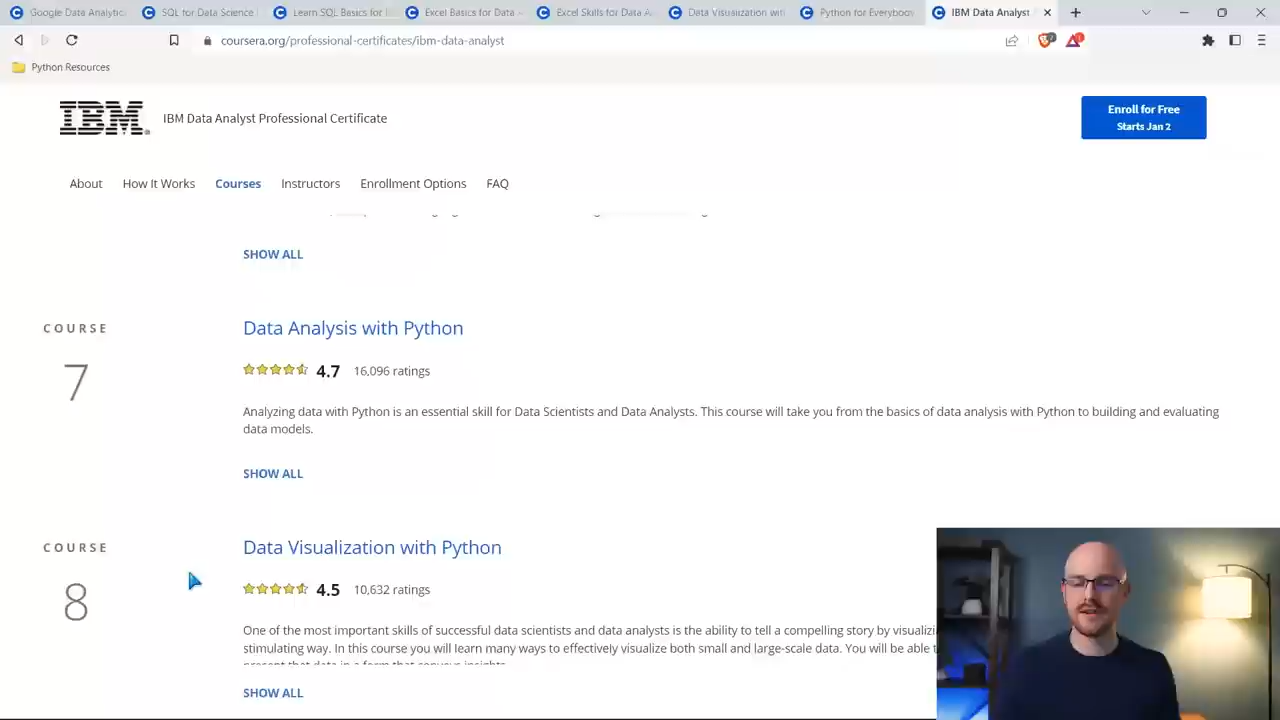 Google Data Analytic
SQL for Data Science
Learn SQL Basics for
Excel Basics for Data
Excel Skills for Data A
Data Visualization wit
Python for Everybody
IBM Data Analyst
coursera.org/professional-certificates/ibm-data-analyst
Python Resources
IBM
IBM Data Analyst Professional Certificate
Enroll for Free
Starts Jan 2
About
How It Works
Courses
Instructors
Enrollment Options
FAQ
SHOW ALL
COURSE
7
Data Analysis with Python
4.7 16,096 ratings
Analyzing data with Python is an essential skill for Data Scientists and Data Analysts. This course will take you from the basics of data analysis with Python to building and evaluating
data models.
SHOW ALL
COURSE
8
Data Visualization with Python
4.5 10,632 ratings
One of the most important skills of successful data scientists and data analysts is the ability to tell a compelling story by visualizi
stimulating way. In this course you will learn many ways to effectively visualize both small and large-scale data. You will be able t
present that data in a form that conveys insights
SHOW ALL